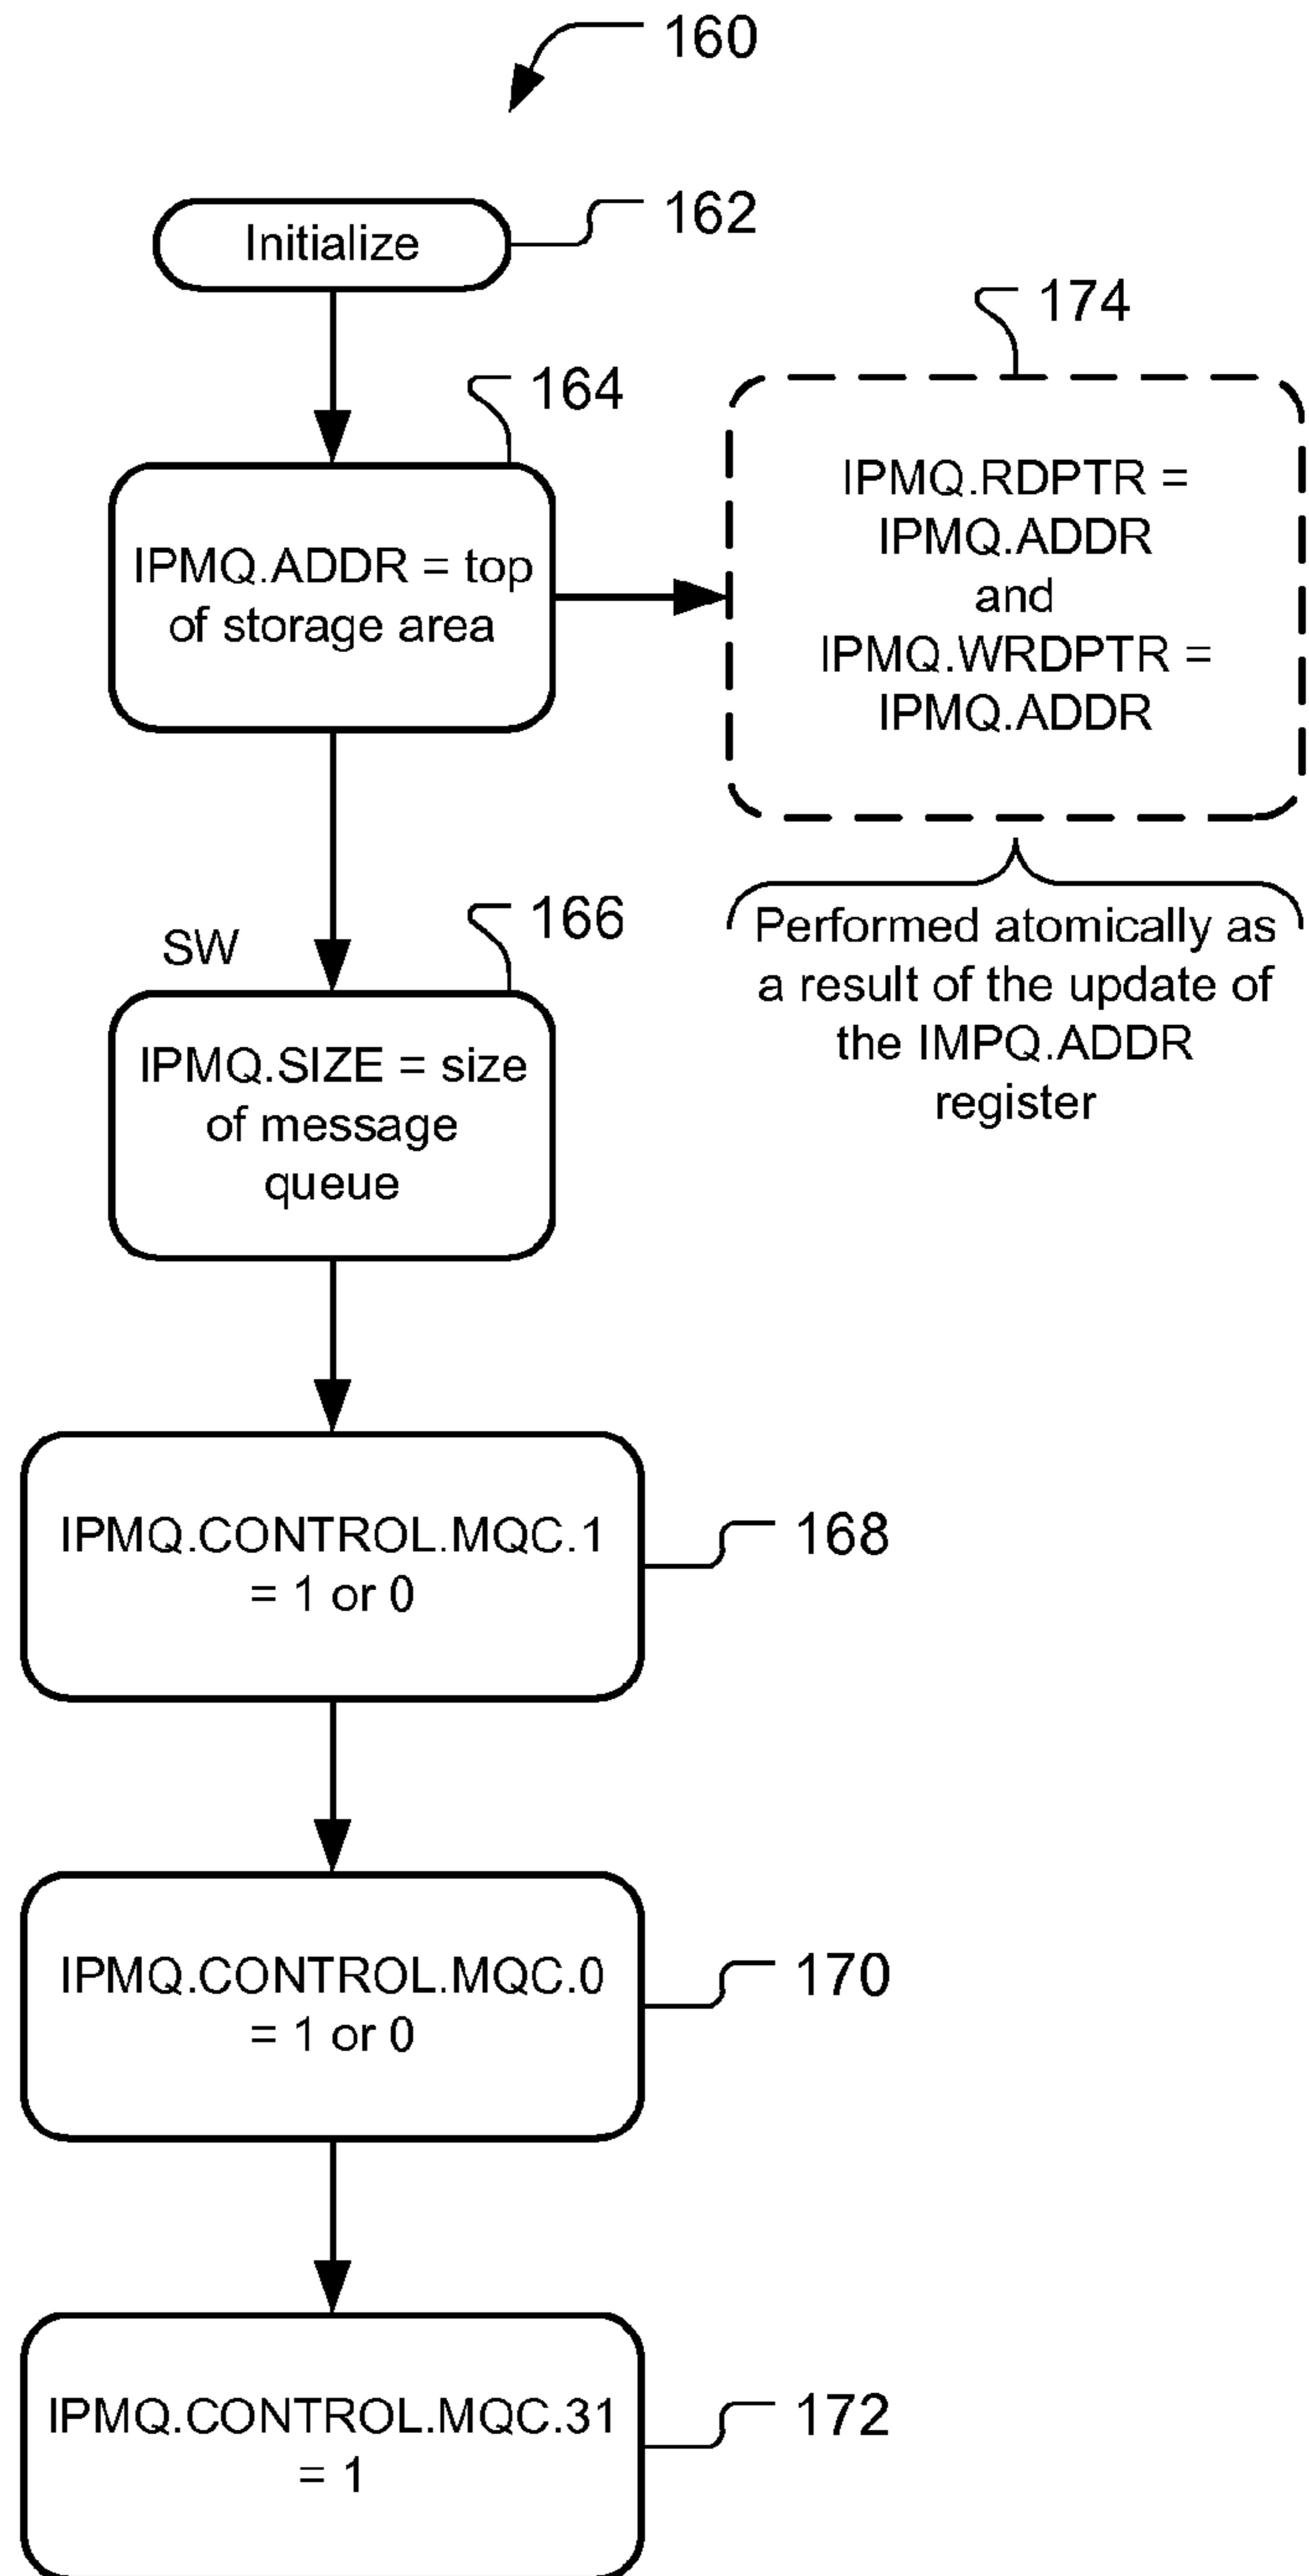 160
Initialize
162
174
164
IPMQ.RDPTR =
IPMQ.ADDR
and
IPMQ.WRDPTR =
IPMQ.ADDR
IPMQ.ADDR = top
of storage area
Performed atomically as
a result of the update of
the IMPQ.ADDR
register
SW
166
IPMQ.SIZE = size
of message
queue
IPMQ.CONTROL.MQC.1
= 1 or 0
168
IPMQ.CONTROL.MQC.0
= 1 or 0
170
IPMQ.CONTROL.MQC.31
= 1
172